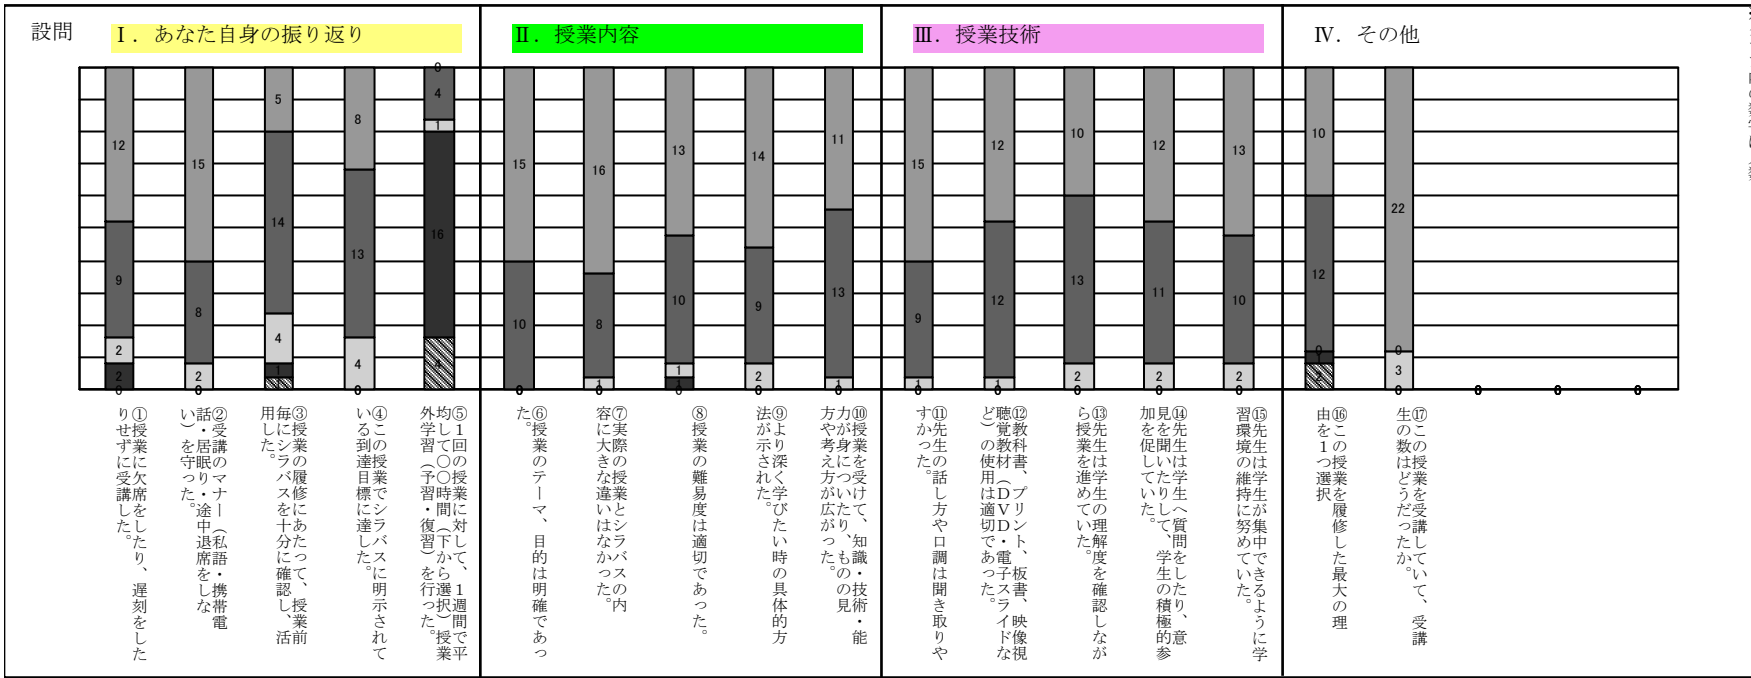 設問
Ⅰ．あなた自身の振り返り
Ⅱ．授業内容
Ⅲ．授業技術
Ⅳ．その他
12
9
2
2
0
15
8
2
0
5
14
4
1
1
8
13
4
0
0
4
1
16
4
15
10
0
16
8
1
0
13
10
1
1
0
14
9
2
0
11
13
1
0
15
9
1
0
12
12
1
0
10
13
2
0
12
11
2
0
13
10
2
0
10
12
0
1
2
22
0
3
0
0
0
0
①授業に欠席をしたり、遅刻をした
りせずに受講した。
②受講のマナー（私語・携帯電
話・居眠り・途中退席をしな
い）を守った。
③授業の履修にあたって、授業前
毎にシラバスを十分に確認し、活
用した。
④この授業でシラバスに明示されて
いる到達目標に達した。
⑤１回の授業に対して、１週間で平
均して〇〇時間（下から選択）授業
外学習（予習・復習）を行った。
⑥授業のテーマ、目的は明確であっ
た。
⑦実際の授業とシラバスの内
容に大きな違いはなかった。
⑧授業の難易度は適切であった。
⑨より深く学びたい時の具体的方
法が示された。
⑩授業を受けて、知識・技術・能
力が身についたり、ものの見
方や考え方が広がった。
⑪先生の話し方や口調は聞き取りや
すかった。
⑫教科書、プリント、板書、映像視
聴覚教材（ＤＶＤ・電子スライドな
ど）の使用は適切であった。
⑬先生は学生の理解度を確認しなが
ら授業を進めていた。
⑭先生は学生へ質問をしたり、意
見を聞いたりして、学生の積極的参
加を促していた。
⑮先生は学生が集中できるように学
習環境の維持に努めていた。
⑯この授業を履修した最大の理
由を１つ選択
⑰この授業を受講していて、受講
生の数はどうだったか。